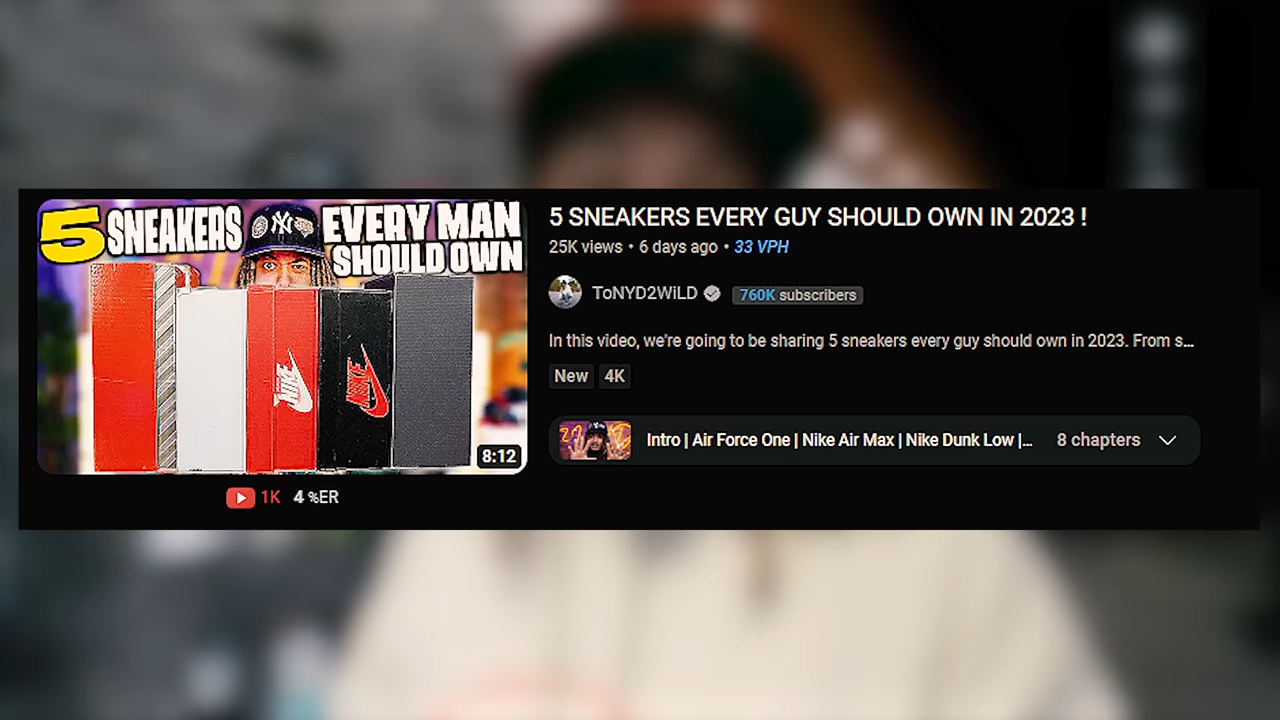 5 SNEAKERS EVERY MAN
SHOULD OWN
NY
NIKE
NIKE
8:12
1K 4 %ER
5 SNEAKERS EVERY GUY SHOULD OWN IN 2023 !
25K views • 6 days ago • 33 VPH
ToNYD2WiLD 760K subscribers
In this video, we're going to be sharing 5 sneakers every guy should own in 2023. From s...
New 4K
Intro | Air Force One | Nike Air Max | Nike Dunk Low |... 8 chapters